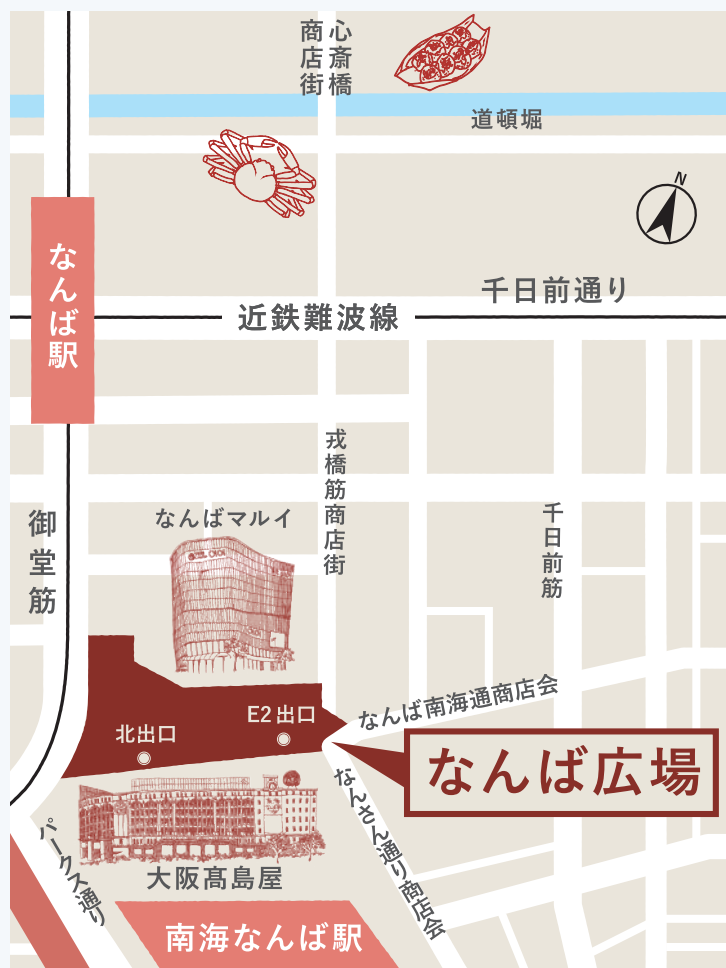 心斎橋
商店街
道頓堀
N
千日前通り
近鉄難波線
なんば駅
戎橋筋商店街
御堂筋
なんばマルイ
千日前筋
なんば南海通商店会
E2出口
北出口
なんば広場
なんさん通り商店会
パークス通り
大阪髙島屋
南海なんば駅